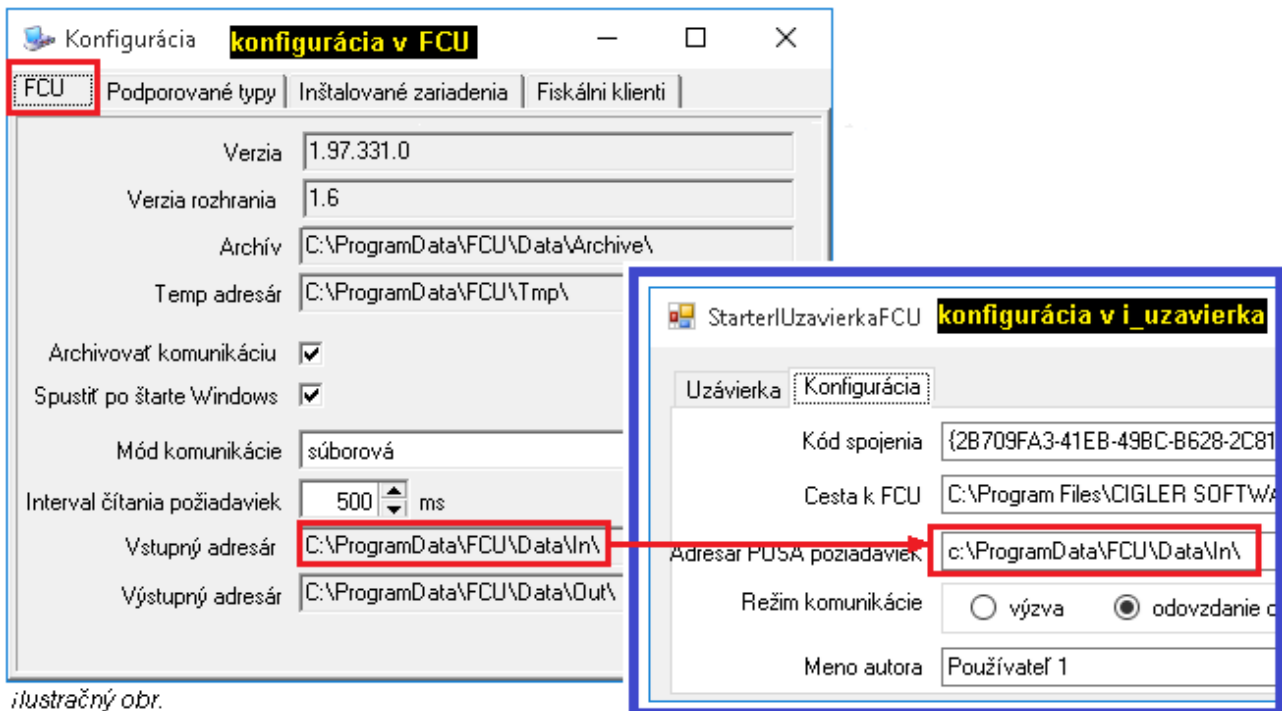 Konfigurácia konfigurácia v FCU
FCU Podporované typy Inštalované zariadenia Fiskálni klienti
Verzia 1.97.331.0
Verzia rozhrania 1.6
Archív C:\ProgramData\FCU\Data\Archive\
Temp adresár C:\ProgramData\FCU\Tmp\
Archivovať komunikáciu
Spustiť po štarte Windows
Mód komunikácie súborová
Interval čítania požiadaviek 500 ms
Vstupný adresár C:\ProgramData\FCU\Data\In\
Výstupný adresár C:\ProgramData\FCU\Data\Out\
StarterIUzavierkaFCU konfigurácia v i_uzavierka
Uzávierka Konfigurácia
Kód spojenia {2B709FA3-41EB-49BC-B628-2C81
Cesta k FCU C:\Program Files\CIGLER SOFTWA
Adresár PUSA požiadaviek c:\ProgramData\FCU\Data\In\
Režim komunikácie výzva odovzdanie
Meno autora Používateľ 1
ilustračný obr.